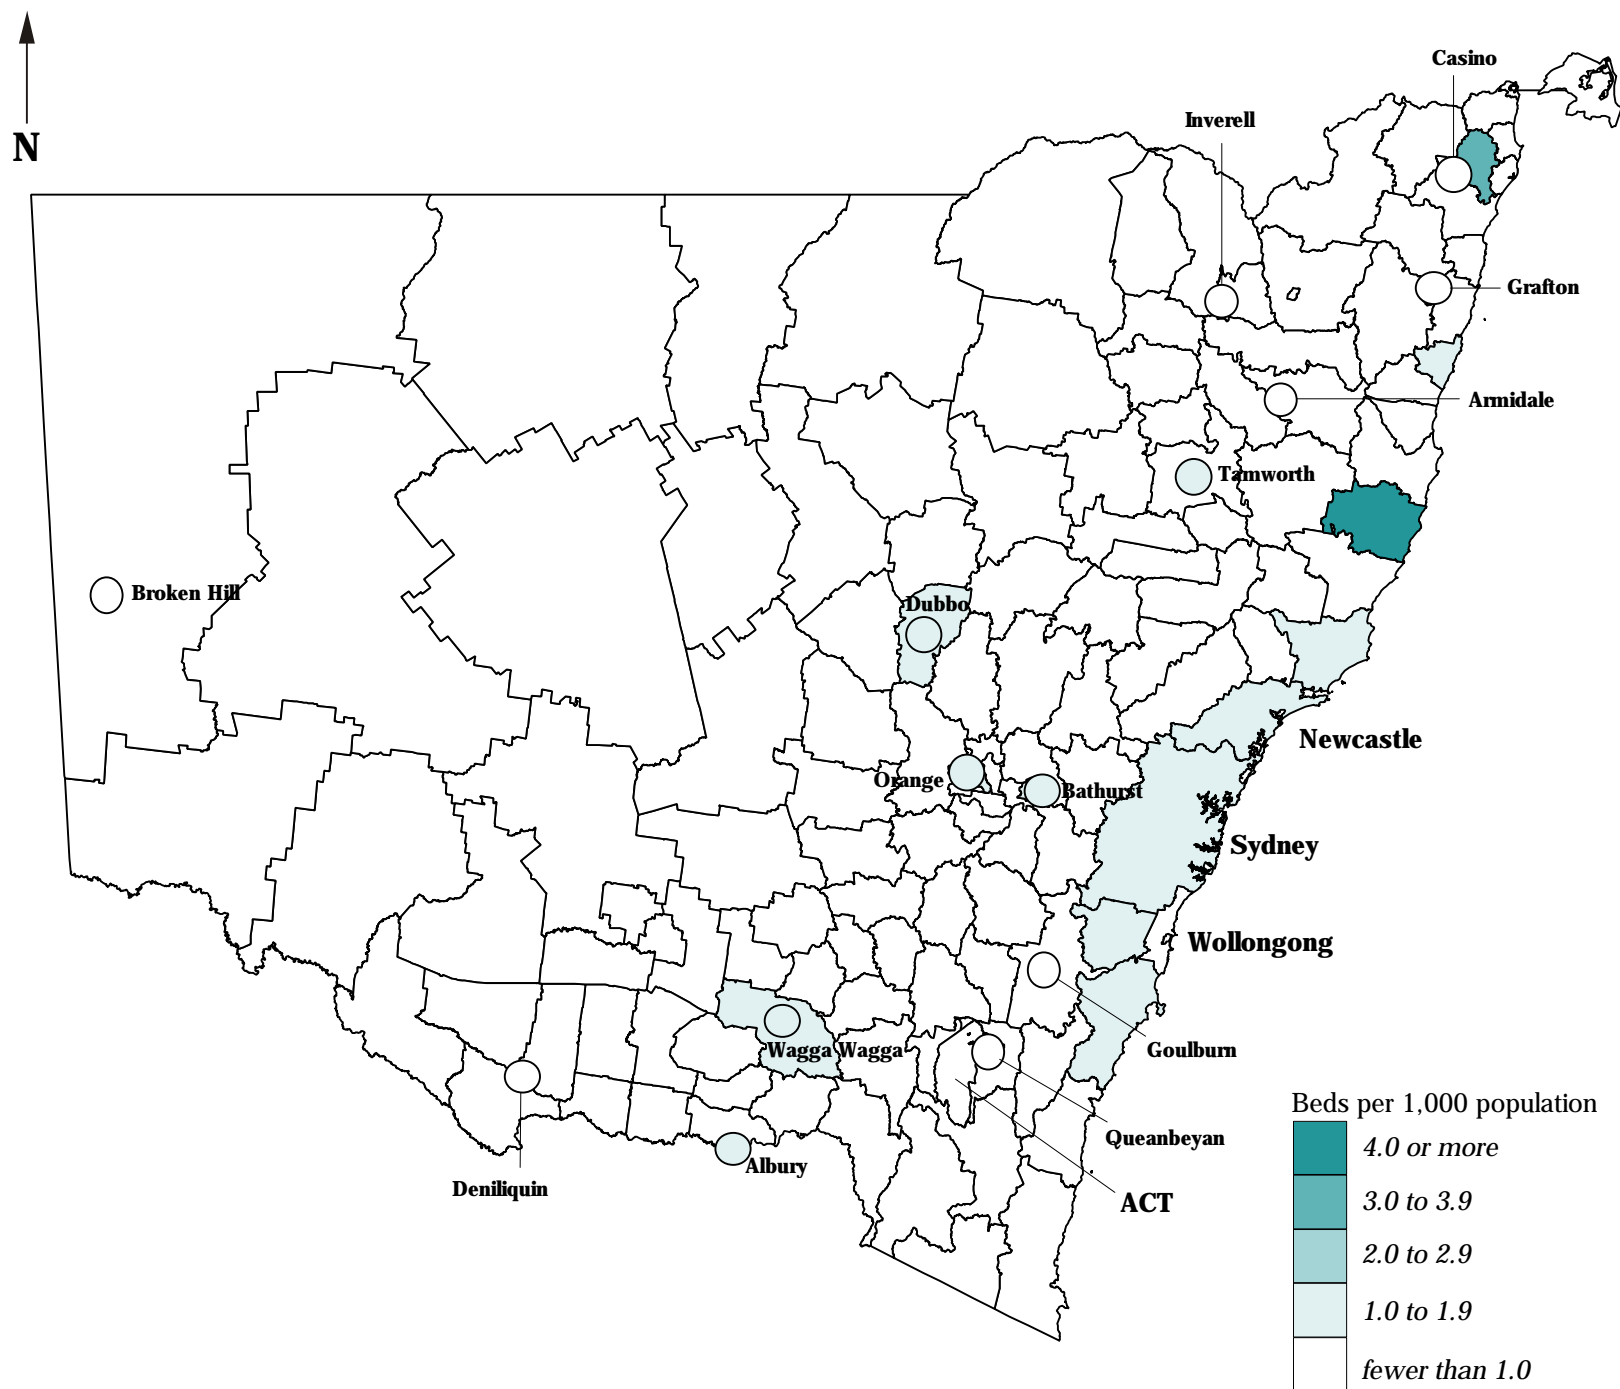 Casino
Inverell
N
Grafton
Armidale
Tamworth
Broken Hill
Dubbo
Newcastle
Orange
Bathurst
Sydney
Wollongong
Wagga Wagga
Goulburn
Queanbeyan
Albury
Deniliquin
ACT
Beds per 1,000 population
4.0 or more
3.0 to 3.9
2.0 to 2.9
1.0 to 1.9
fewer than 1.0